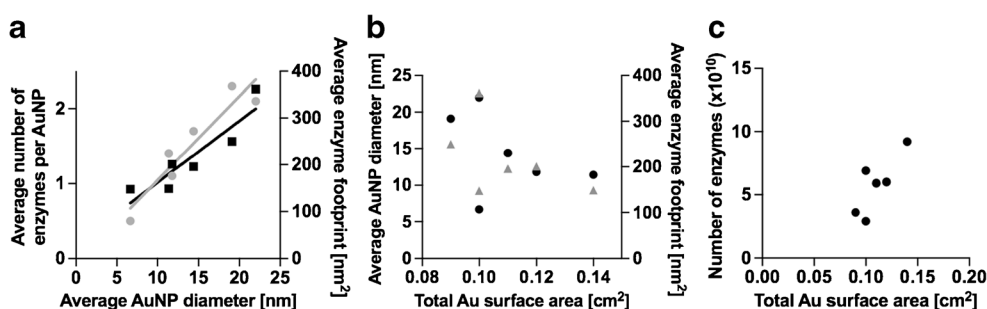 a
Average number of
enzymes per AuNP
2
1
0
0 5 10 15 20 25
Average AuNP diameter [nm]
400
300
200
100
0
Average enzyme footprint [nm²]
b
Average AuNP diameter [nm]
25
20
15
10
5
0
0.08 0.10 0.12 0.14
Total Au surface area [cm²]
400
300
200
100
0
Average enzyme footprint [nm²]
c
Number of enzymes (x10¹⁰)
15
10
5
0
0.00 0.05 0.10 0.15 0.20
Total Au surface area [cm²]